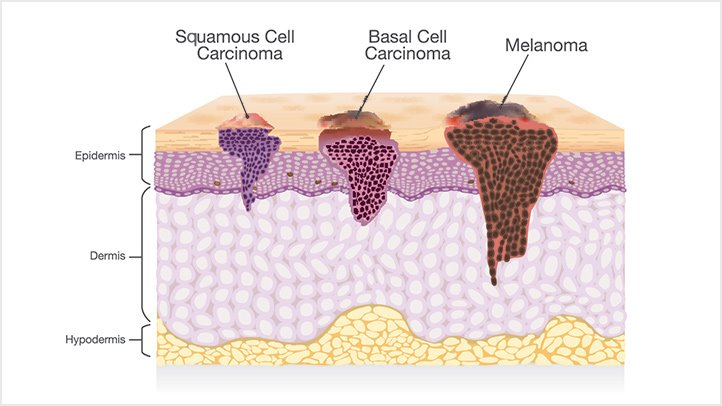 Squamous Cell
Carcinoma
Basal Cell
Carcinoma
Melanoma
Epidermis
Dermis
Hypodermis